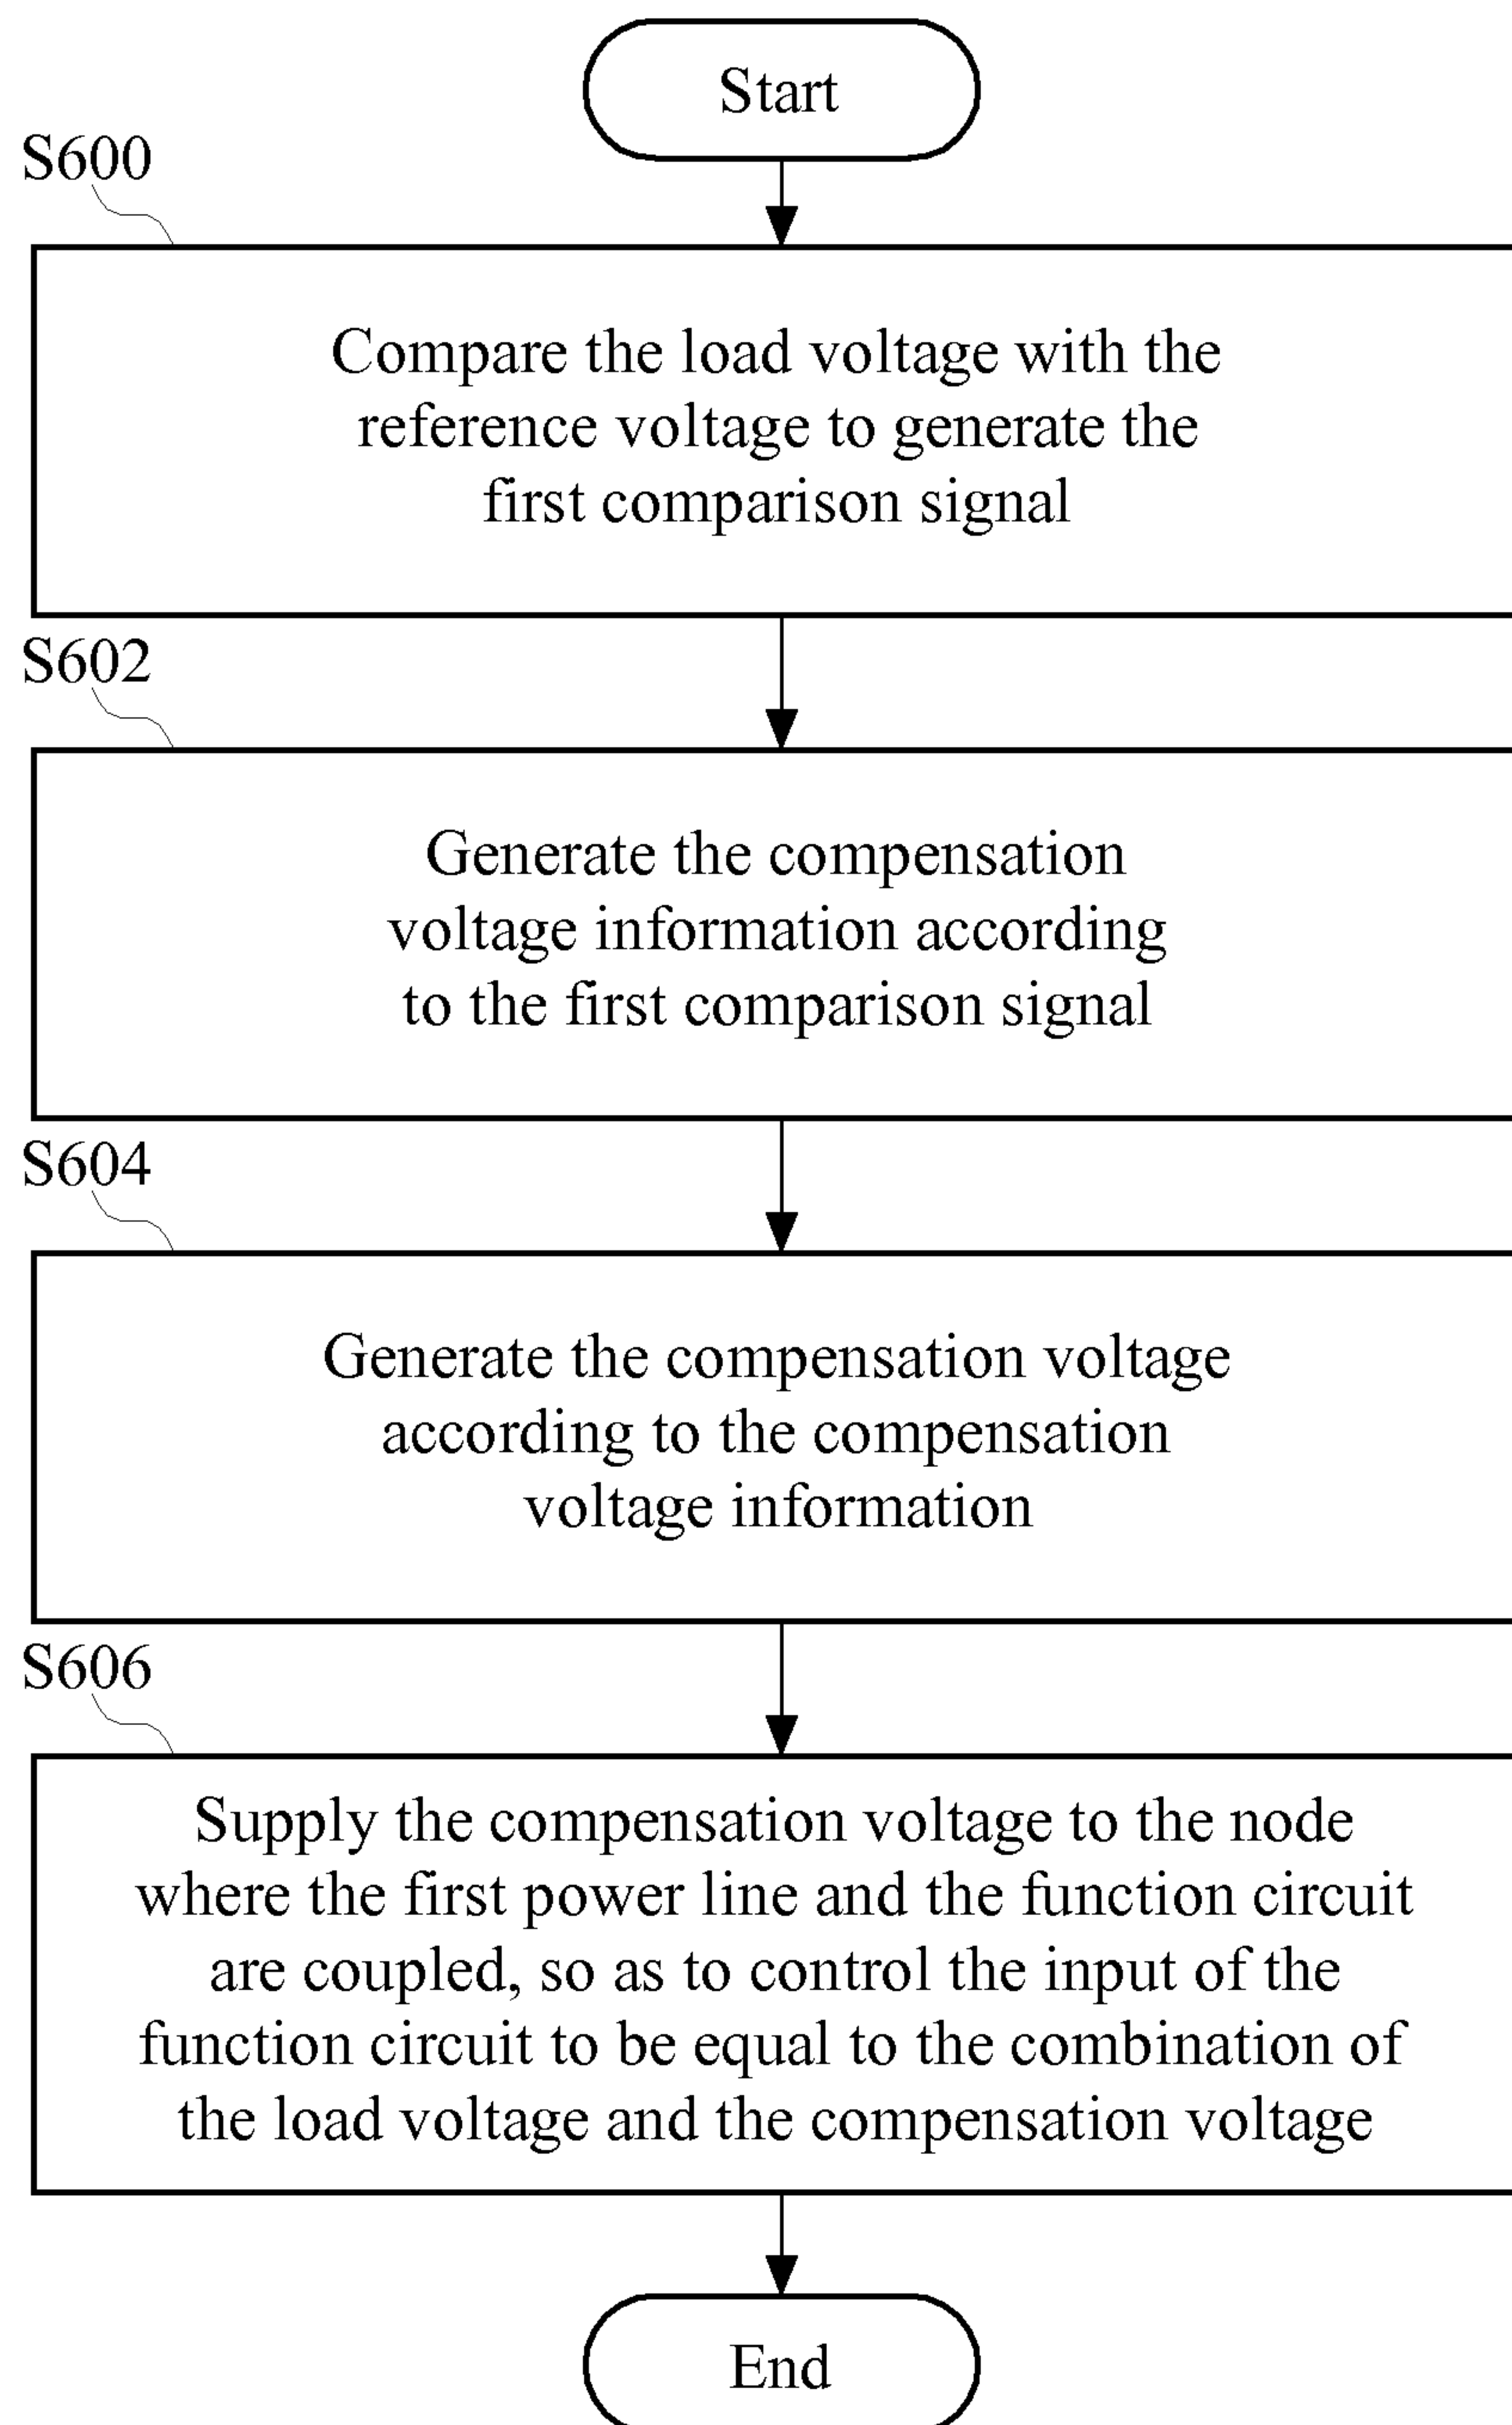 Start
S600
Compare the load voltage with the
reference voltage to generate the
first comparison signal
S602
Generate the compensation
voltage information according
to the first comparison signal
S604
Generate the compensation voltage
according to the compensation
voltage information
S606
Supply the compensation voltage to the node
where the first power line and the function circuit
are coupled, so as to control the input of the
function circuit to be equal to the combination of
the load voltage and the compensation voltage
End